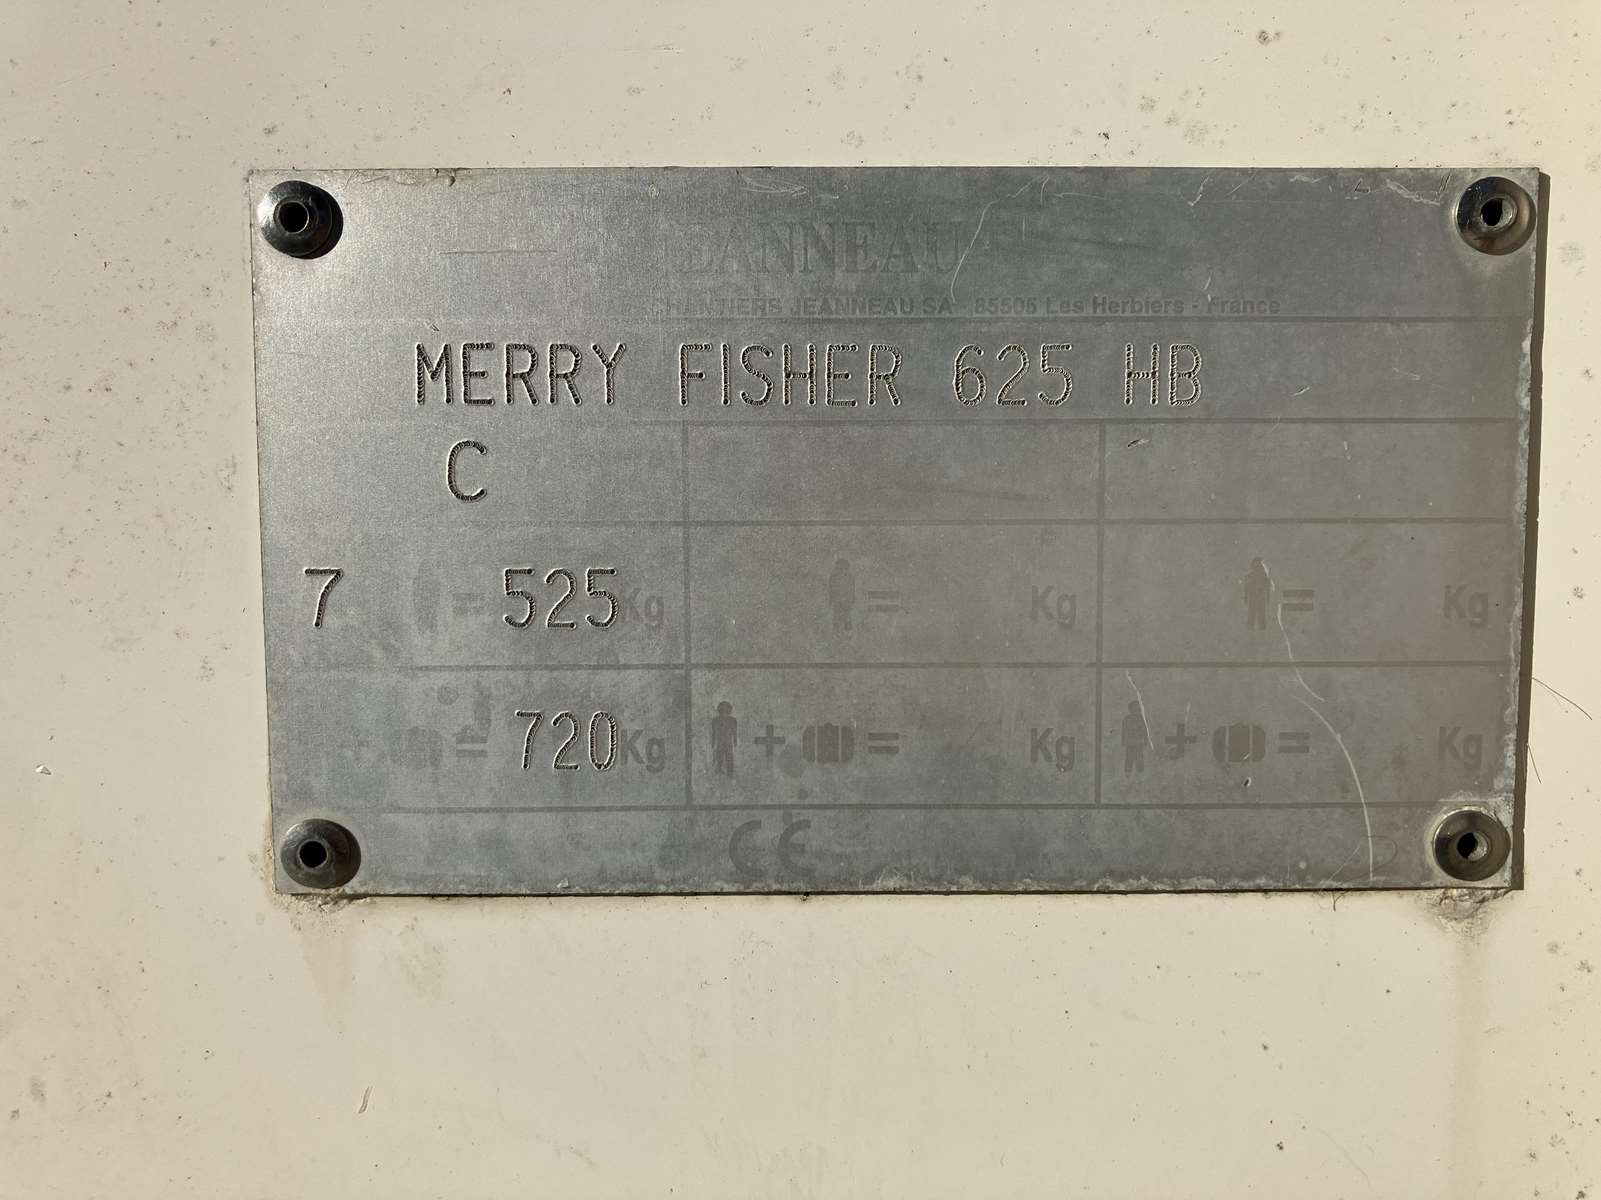 JEANNEAU
CHANTIERS JEANNEAU SA 85505 Les Herbiers - France
MERRY FISHER 625 HB
C
7 = 525 Kg = Kg = Kg
+ = 720 Kg + = Kg + = Kg
CE